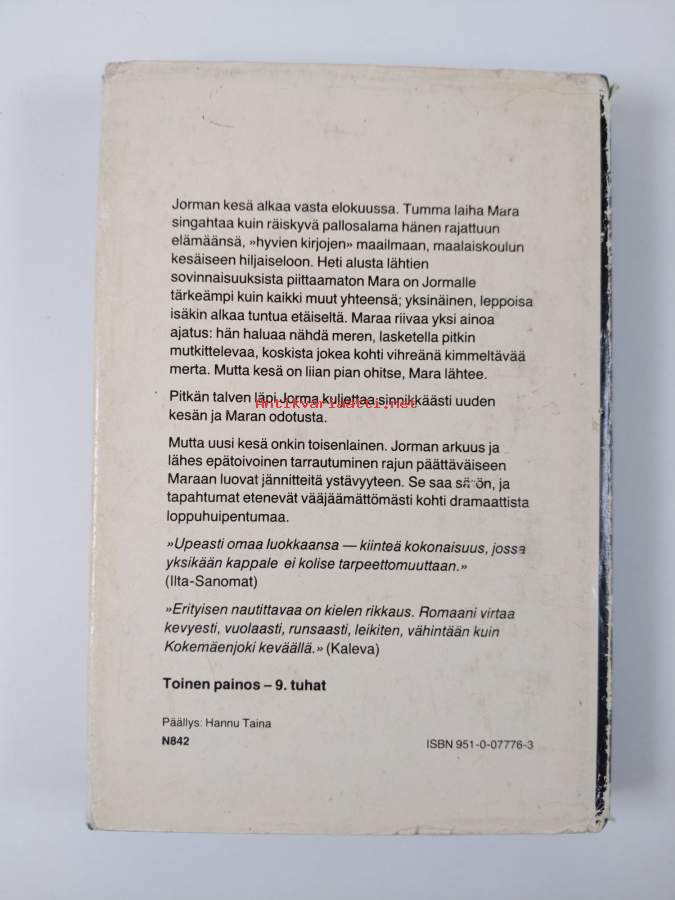 Jorman kesä alkaa vasta elokuussa. Tumma laiha Mara
singahtaa kuin räiskyvä pallosalama hänen rajattuun
elämäänsä, »hyvien kirjojen» maailmaan, maalaiskoulun
kesäiseen hiljaiseloon. Heti alusta lähtien
sovinnaisuuksista piittaamaton Mara on Jormalle
tärkeämpi kuin kaikki muut yhteensä; yksinäinen, leppoisa
isäkin alkaa tuntua etäiseltä. Maraa riivaa yksi ainoa
ajatus: hän haluaa nähdä meren, lasketella pitkin
mutkittelevaa, koskista jokea kohti vihreänä kimmeltävää
merta. Mutta kesä on liian pian ohitse, Mara lähtee.
Pitkän talven läpi Jorma kuljettaa sinnikkäästi uuden
Antikvariaatti.net
kesän ja Maran odotusta.
Mutta uusi kesä onkin toisenlainen. Jorman arkuus ja
lähes epätoivoinen tarrautuminen rajun päättäväiseen
Maraan luovat jännitteitä ystävyyteen. Se saa särön, ja
tapahtumat etenevät vääjäämättömästi kohti dramaattista
loppuhuipentumaa.
»Upeasti omaa luokkaansa — kiinteä kokonaisuus, jossa
yksikään kappale ei kolise tarpeettomuuttaan.»
(Ilta-Sanomat)
»Erityisen nautittavaa on kielen rikkaus. Romaani virtaa
kevyesti, vuolaasti, runsaasti, leikiten, vähintään kuin
Kokemäenjoki keväällä.» (Kaleva)
Toinen painos – 9. tuhat
Päällys: Hannu Taina
N842
ISBN 951-0-07776-3